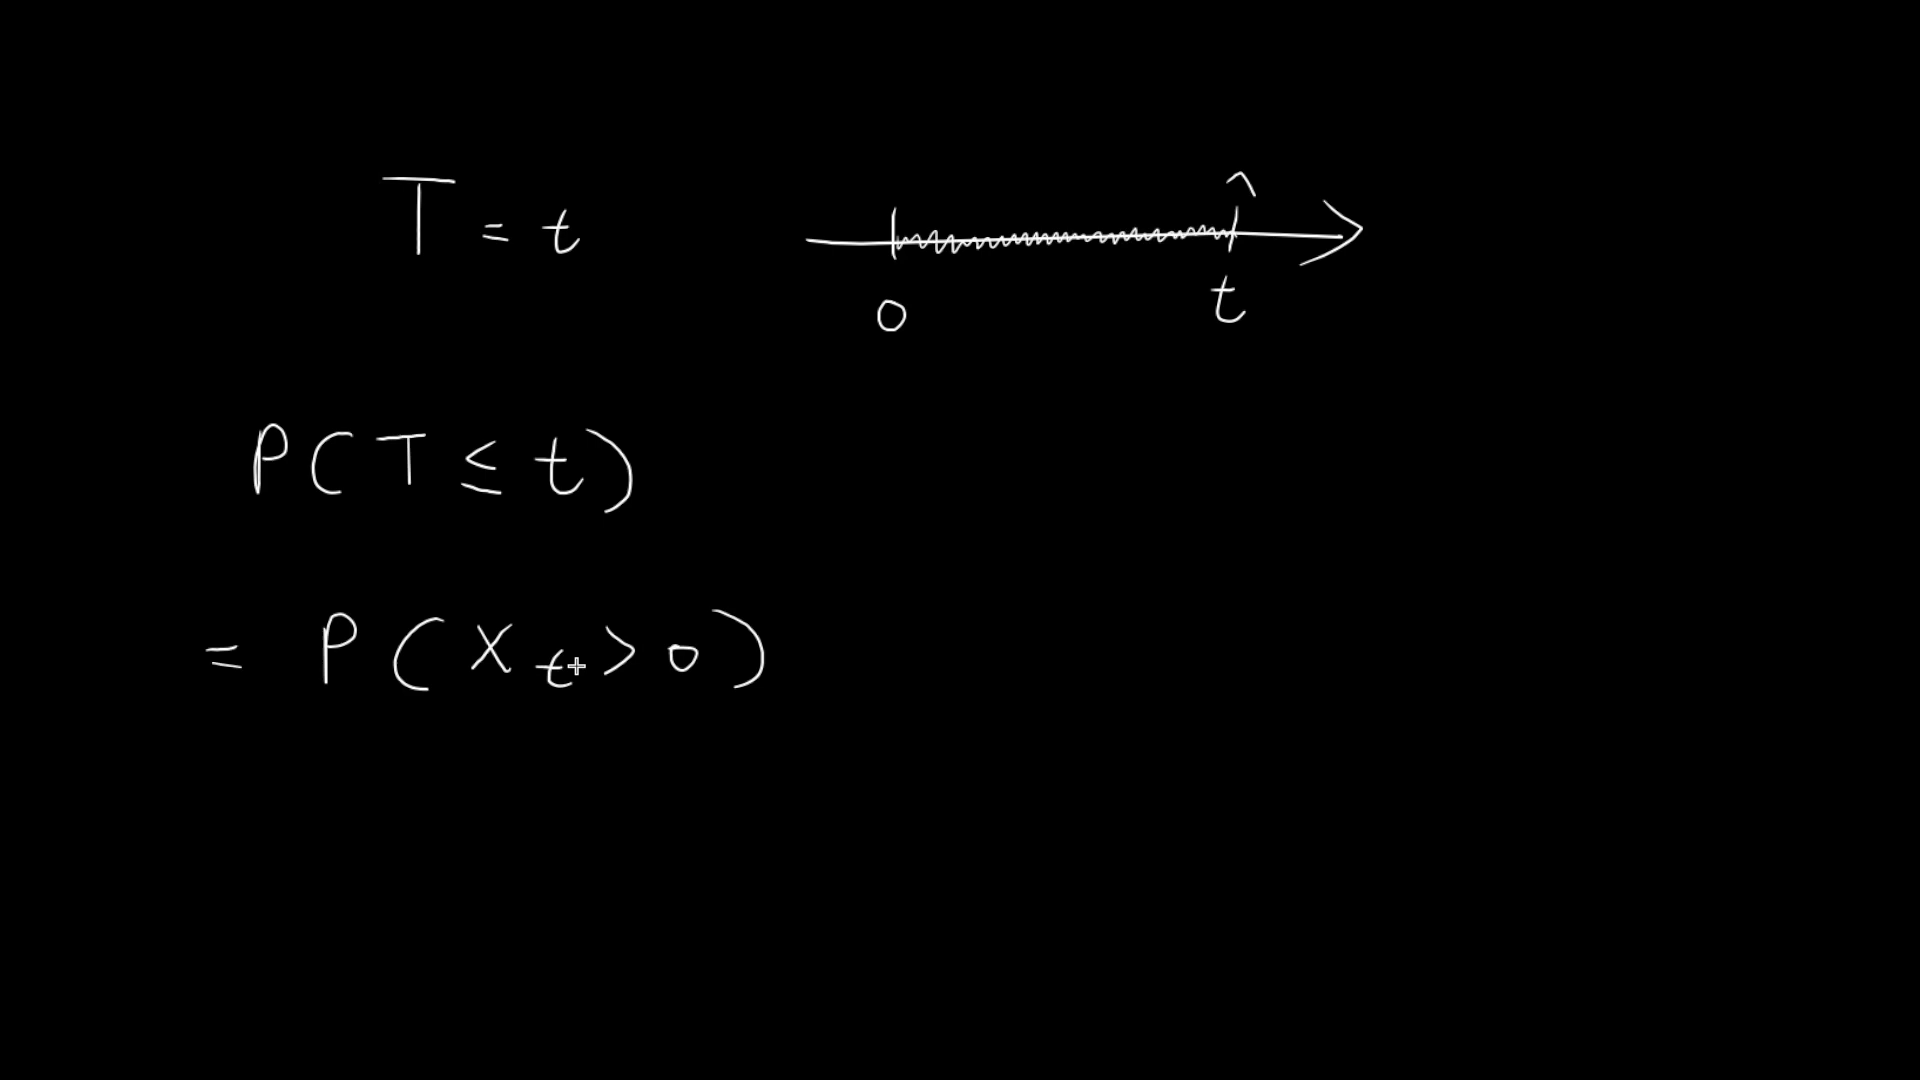 T = t
0 t
P(T ≤ t)
= P(X_t > 0)